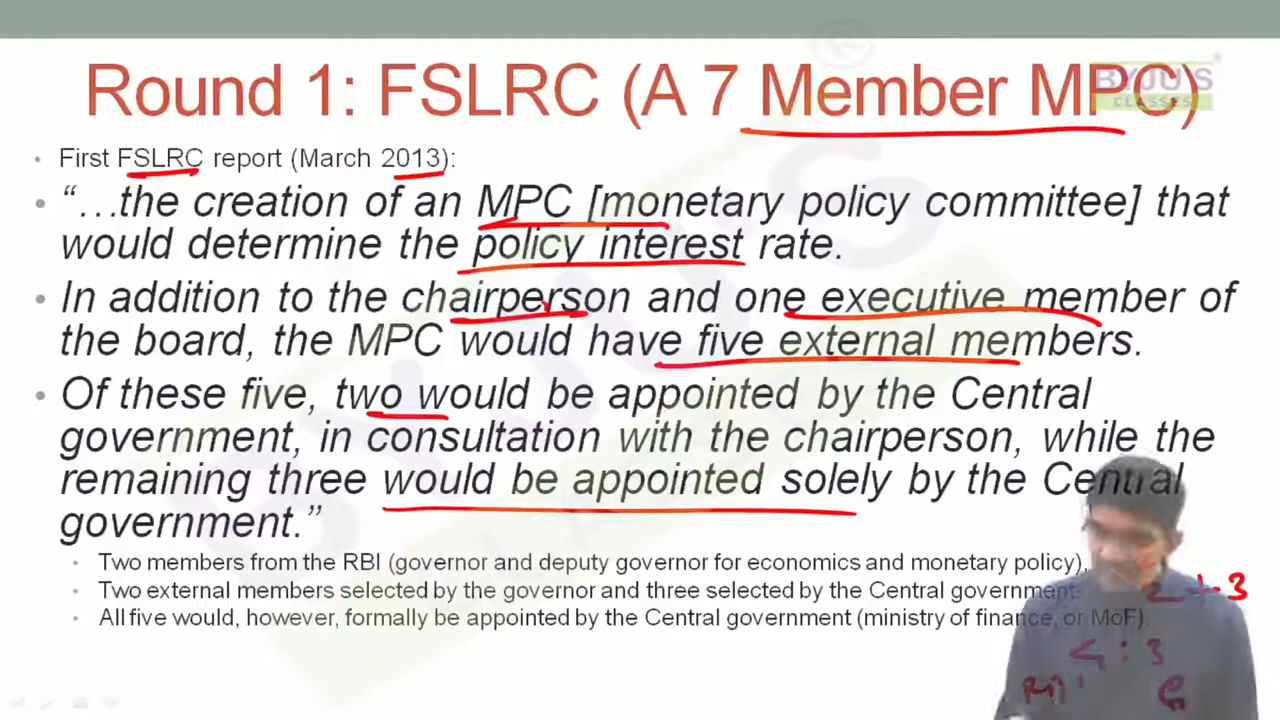 Round 1: FSLRC (A 7 Member MPC)
BYJU'S
CLASSES
• First FSLRC report (March 2013):
• “…the creation of an MPC [monetary policy committee] that
would determine the policy interest rate.
• In addition to the chairperson and one executive member of
the board, the MPC would have five external members.
• Of these five, two would be appointed by the Central
government, in consultation with the chairperson, while the
remaining three would be appointed solely by the Central
government.”
• Two members from the RBI (governor and deputy governor for economics and monetary policy),
• Two external members selected by the governor and three selected by the Central government.
• All five would, however, formally be appointed by the Central government (ministry of finance, or MoF).
2 + 3
4 : 3